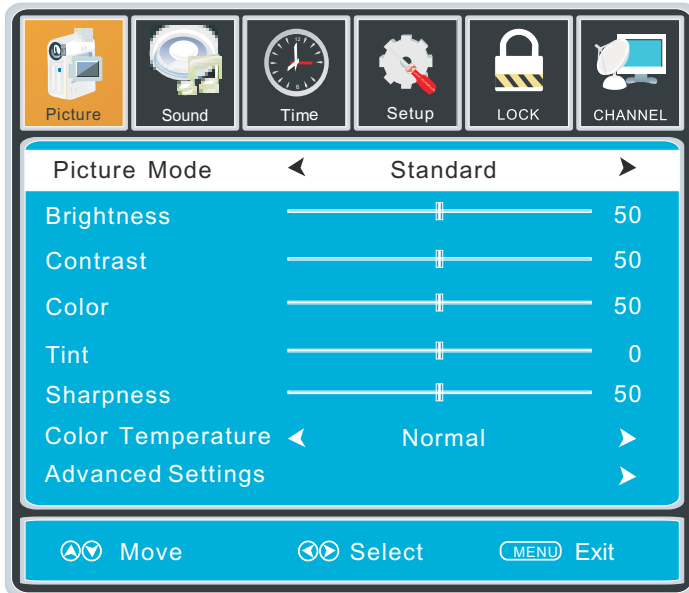 Picture Sound Time Setup LOCK CHANNEL
Picture Mode Standard
Brightness 50
Contrast 50
Color 50
Tint 0
Sharpness 50
Color Temperature Normal
Advanced Settings
Move Select MENU Exit